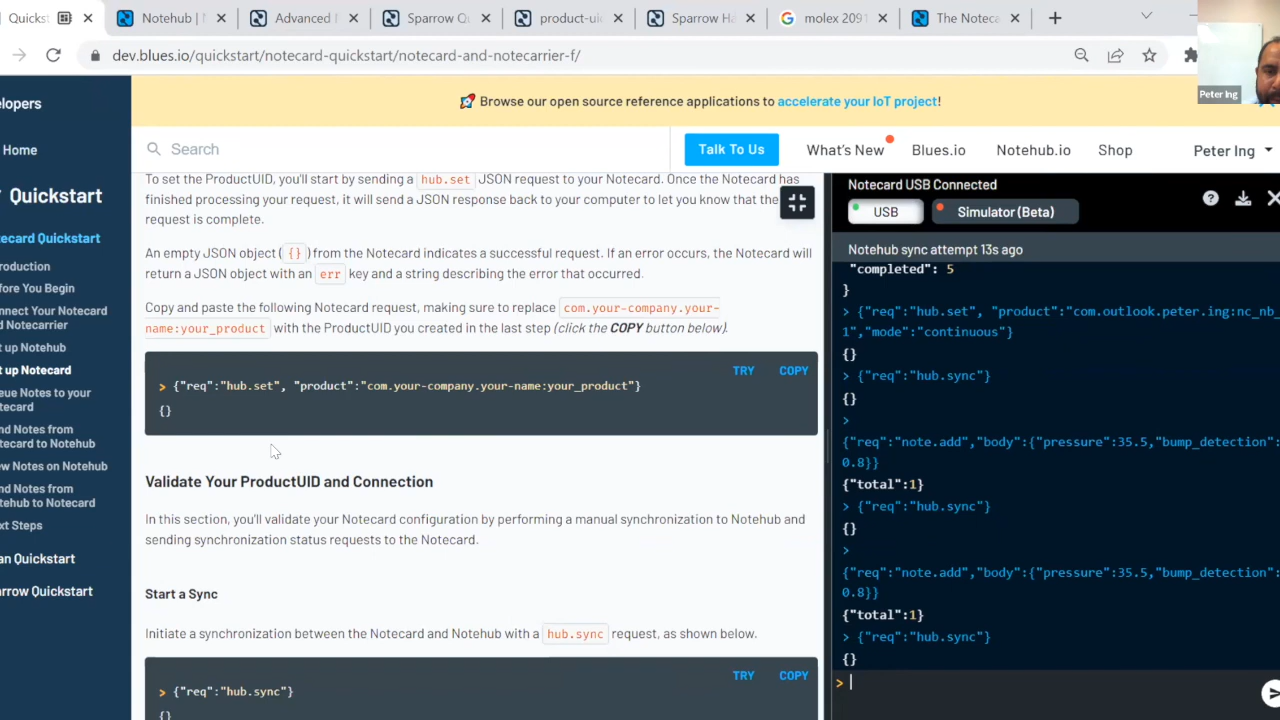 Quickst
Notehub | N
Advanced N
Sparrow Qu
product-uid
Sparrow Ha
molex 2091
The Noteca
dev.blues.io/quickstart/notecard-quickstart/notecard-and-notecarrier-f/
Peter Ing
elopers
🚀 Browse our open source reference applications to accelerate your IoT project!
Home
Search
Talk To Us
What's New
Blues.io
Notehub.io
Shop
Peter Ing
Quickstart
tecard Quickstart
roduction
fore You Begin
nnect Your Notecard
d Notecarrier
t up Notehub
t up Notecard
eue Notes to your
tecard
nd Notes from
tecard to Notehub
ew Notes on Notehub
nd Notes from
tehub to Notecard
xt Steps
an Quickstart
rrow Quickstart
To set the ProductUID, you'll start by sending a hub.set JSON request to your Notecard. Once the Notecard has
finished processing your request, it will send a JSON response back to your computer to let you know that the
request is complete.
An empty JSON object ( {} ) from the Notecard indicates a successful request. If an error occurs, the Notecard will
return a JSON object with an err key and a string describing the error that occurred.
Copy and paste the following Notecard request, making sure to replace com.your-company.your-
name:your_product with the ProductUID you created in the last step (click the COPY button below).
TRY COPY
> {"req":"hub.set", "product":"com.your-company.your-name:your_product"}
{}
Validate Your ProductUID and Connection
In this section, you'll validate your Notecard configuration by performing a manual synchronization to Notehub and
sending synchronization status requests to the Notecard.
Start a Sync
Initiate a synchronization between the Notecard and Notehub with a hub.sync request, as shown below.
TRY COPY
> {"req":"hub.sync"}
{}
Notecard USB Connected
USB
Simulator (Beta)
Notehub sync attempt 13s ago
"completed": 5
}
> {"req":"hub.set", "product":"com.outlook.peter.ing:nc_nb_
1","mode":"continuous"}
{}
> {"req":"hub.sync"}
{}
>
{"req":"note.add","body":{"pressure":35.5,"bump_detection":
0.8}}
{"total":1}
> {"req":"hub.sync"}
{}
>
{"req":"note.add","body":{"pressure":35.5,"bump_detection":
0.8}}
{"total":1}
> {"req":"hub.sync"}
{}
>